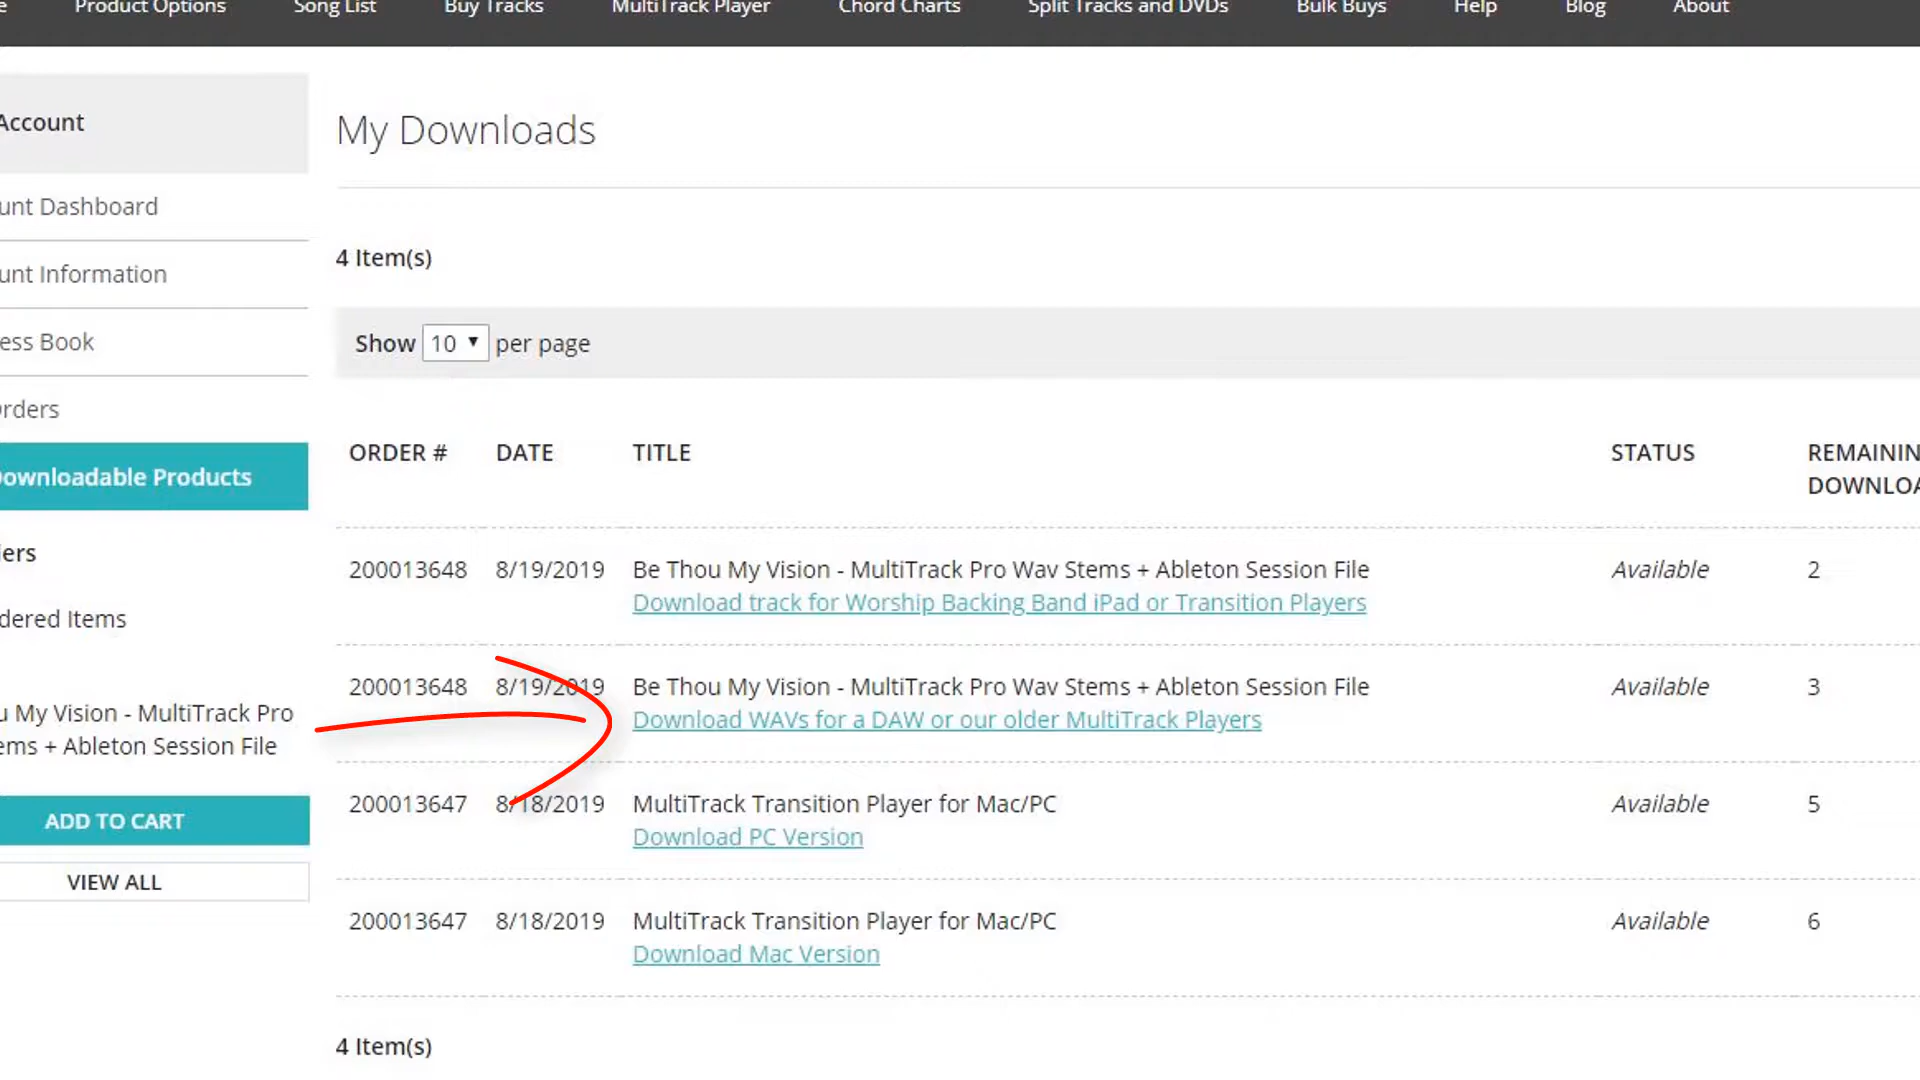 Product Options Song List Buy Tracks MultiTrack Player Chord Charts Split Tracks and DVDs Bulk Buys Help Blog About
Account
My Downloads
unt Dashboard
4 Item(s)
unt Information
ess Book
Show 10 per page
rders
ownloadable Products
ORDER # DATE TITLE STATUS REMAININ
DOWNLOA
ers
dered Items
200013648 8/19/2019 Be Thou My Vision - MultiTrack Pro Wav Stems + Ableton Session File Available 2
Download track for Worship Backing Band iPad or Transition Players
200013648 8/19/2019 Be Thou My Vision - MultiTrack Pro Wav Stems + Ableton Session File Available 3
Download WAVs for a DAW or our older MultiTrack Players
u My Vision - MultiTrack Pro
ems + Ableton Session File
200013647 8/18/2019 MultiTrack Transition Player for Mac/PC Available 5
Download PC Version
ADD TO CART
VIEW ALL
200013647 8/18/2019 MultiTrack Transition Player for Mac/PC Available 6
Download Mac Version
4 Item(s)